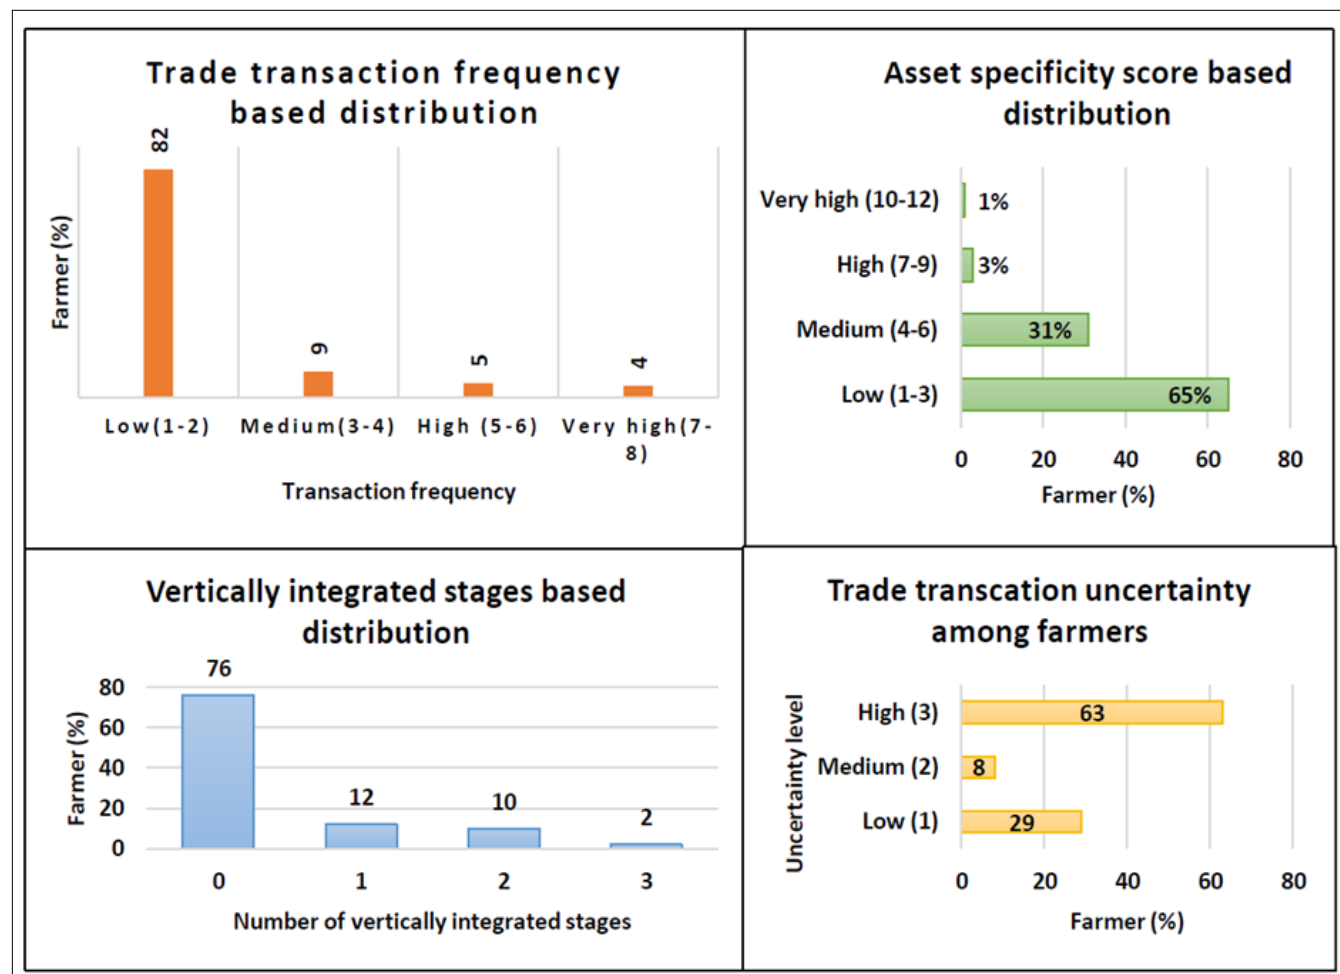 Trade transaction frequency
based distribution
82
9
5
4
Farmer (%)
Low(1-2) Medium(3-4) High (5-6) Very high(7-
8)
Transaction frequency
Asset specificity score based
distribution
Very high (10-12) 1%
High (7-9) 3%
Medium (4-6) 31%
Low (1-3) 65%
0 20 40 60 80
Farmer (%)
Vertically integrated stages based
distribution
76
12
10
2
80
60
40
20
0
Farmer (%)
0 1 2 3
Number of vertically integrated stages
Trade transcation uncertainty
among farmers
Uncertainty level
High (3) 63
Medium (2) 8
Low (1) 29
0 20 40 60 80
Farmer (%)